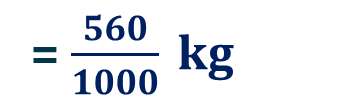 = 560/1000 kg